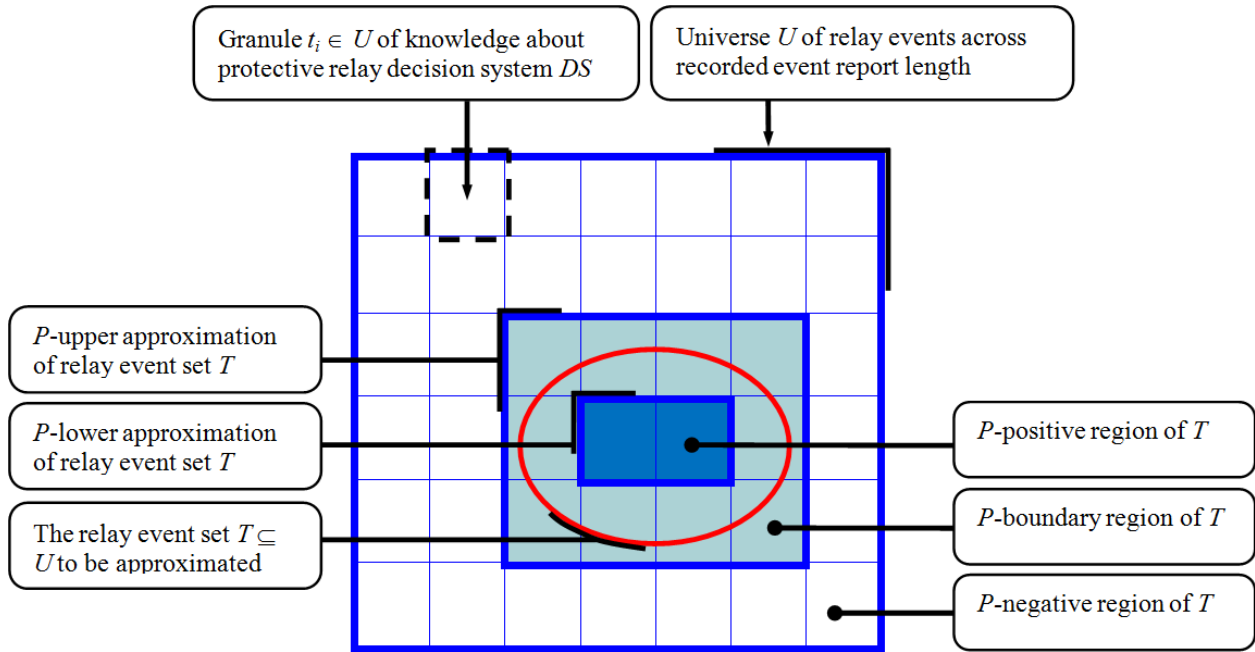 Granule tᵢ ∈ U of knowledge about
protective relay decision system DS
Universe U of relay events across
recorded event report length
P-upper approximation
of relay event set T
P-lower approximation
of relay event set T
The relay event set T ⊆
U to be approximated
P-positive region of T
P-boundary region of T
P-negative region of T